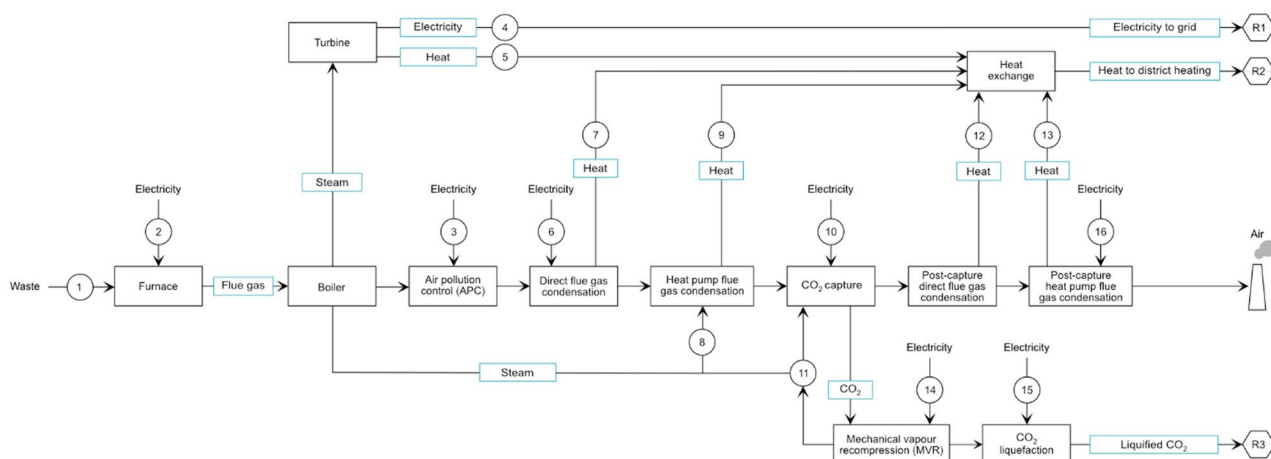 Electricity
4
Electricity to grid
R1
Turbine
Heat
5
Heat
exchange
Heat to district heating
R2
7
9
12
13
Heat
Heat
Heat
Heat
Steam
Electricity
Electricity
Electricity
Electricity
Electricity
2
3
6
10
16
Air
Waste
1
Furnace
Flue gas
Boiler
Air pollution
control (APC)
Direct flue gas
condensation
Heat pump flue
gas condensation
CO₂ capture
Post-capture
direct flue gas
condensation
Post-capture
heat pump flue
gas condensation
8
Steam
11
Electricity
Electricity
CO₂
14
15
Mechanical vapour
recompression (MVR)
CO₂
liquefaction
Liquified CO₂
R3